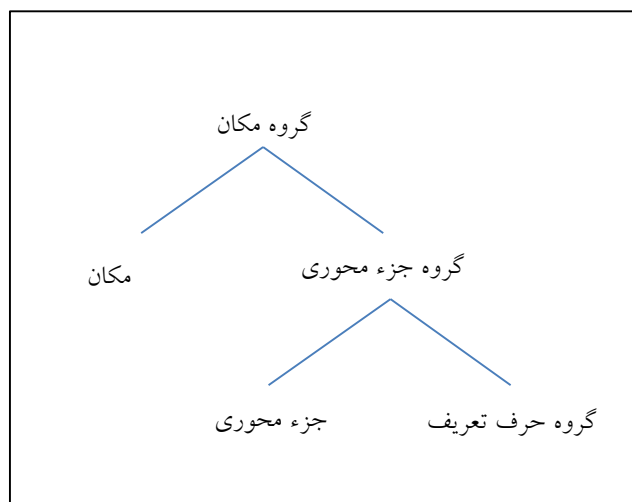 گروه مکان
مکان
گروه جزء محوری
جزء محوری
گروه حرف تعریف